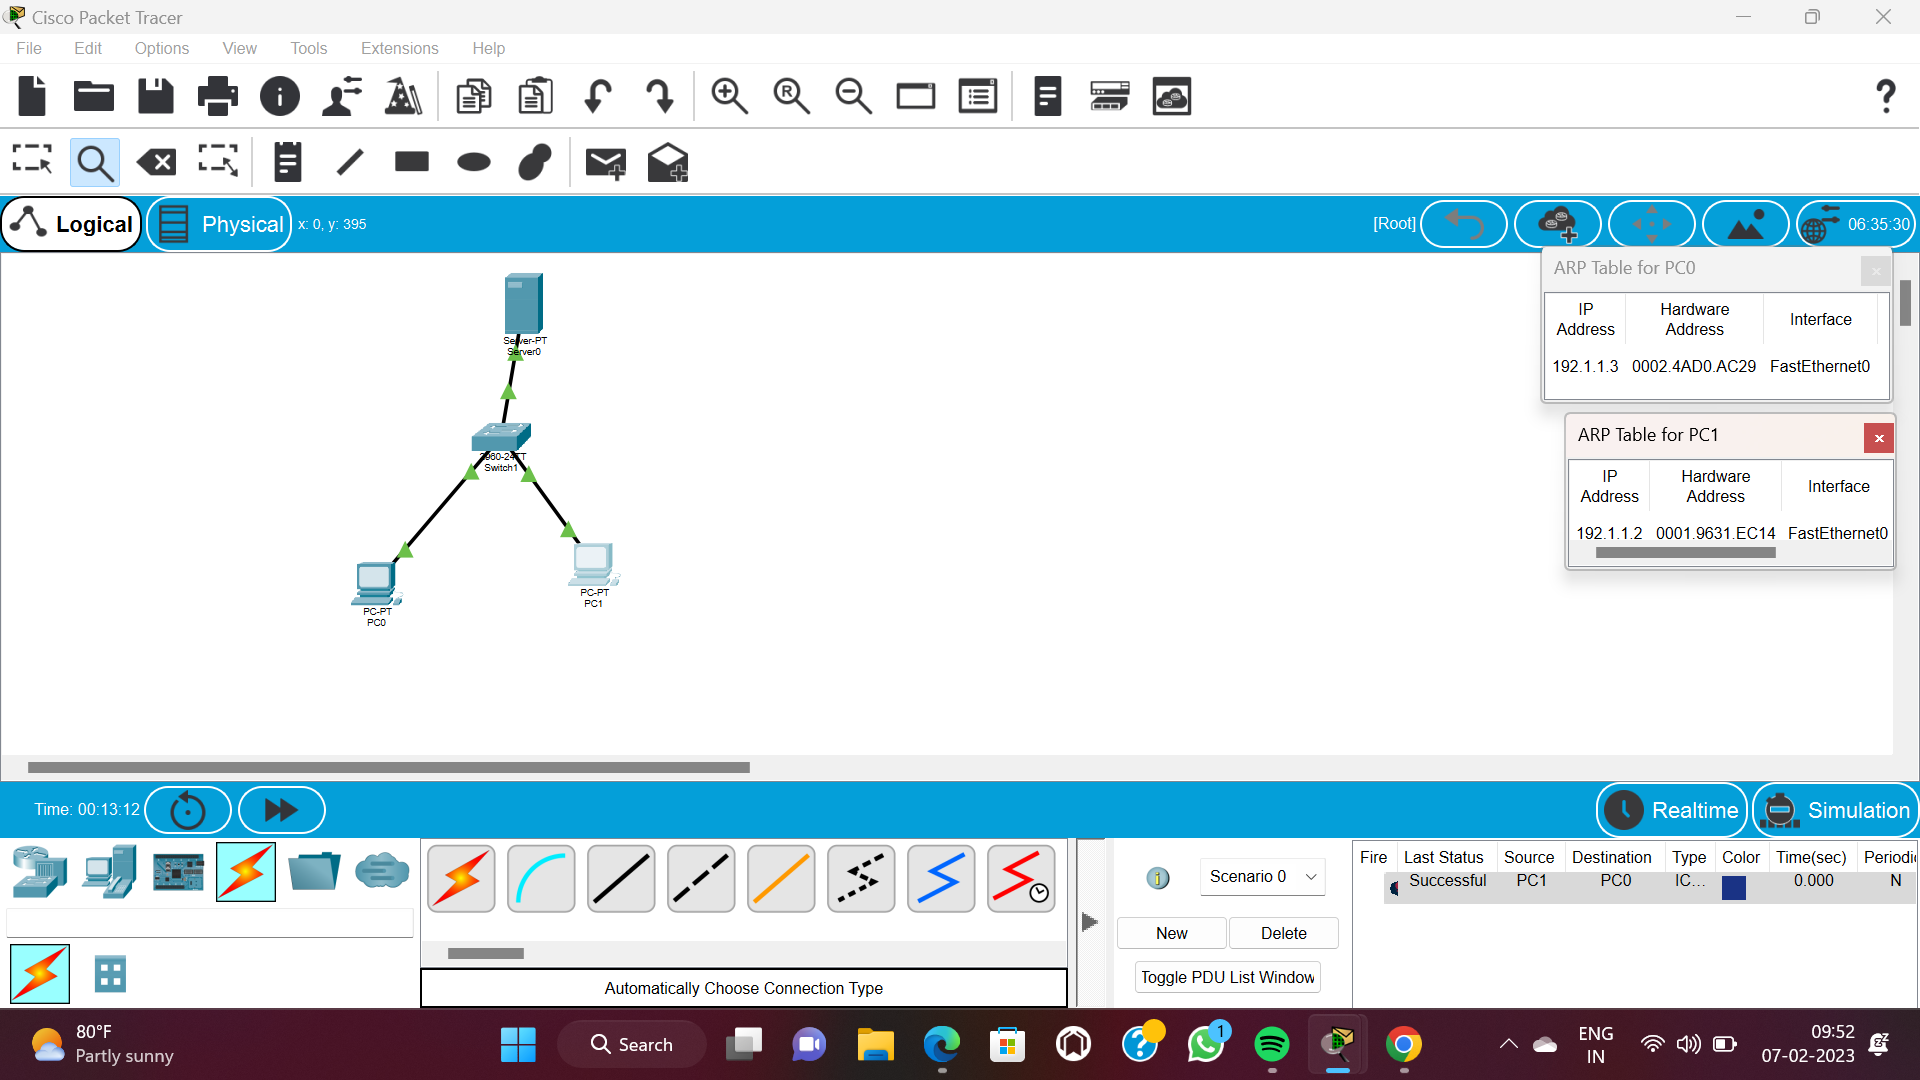 Cisco Packet Tracer
File Edit Options View Tools Extensions Help
Logical Physical x: 0, y: 395 [Root] 06:35:30
ARP Table for PC0
IP Address Hardware Address Interface
192.1.1.3 0002.4AD0.AC29 FastEthernet0
ARP Table for PC1
IP Address Hardware Address Interface
192.1.1.2 0001.9631.EC14 FastEthernet0
Server-PT
Server0
2960-24TT
Switch1
PC-PT
PC0
PC-PT
PC1
Time: 00:13:12 Realtime Simulation
Scenario 0
New Delete
Toggle PDU List Window
Fire Last Status Source Destination Type Color Time(sec) Periodic
Successful PC1 PC0 IC... 0.000 N
Automatically Choose Connection Type
80°F
Partly sunny
Search
1
ENG
IN
09:52
07-02-2023